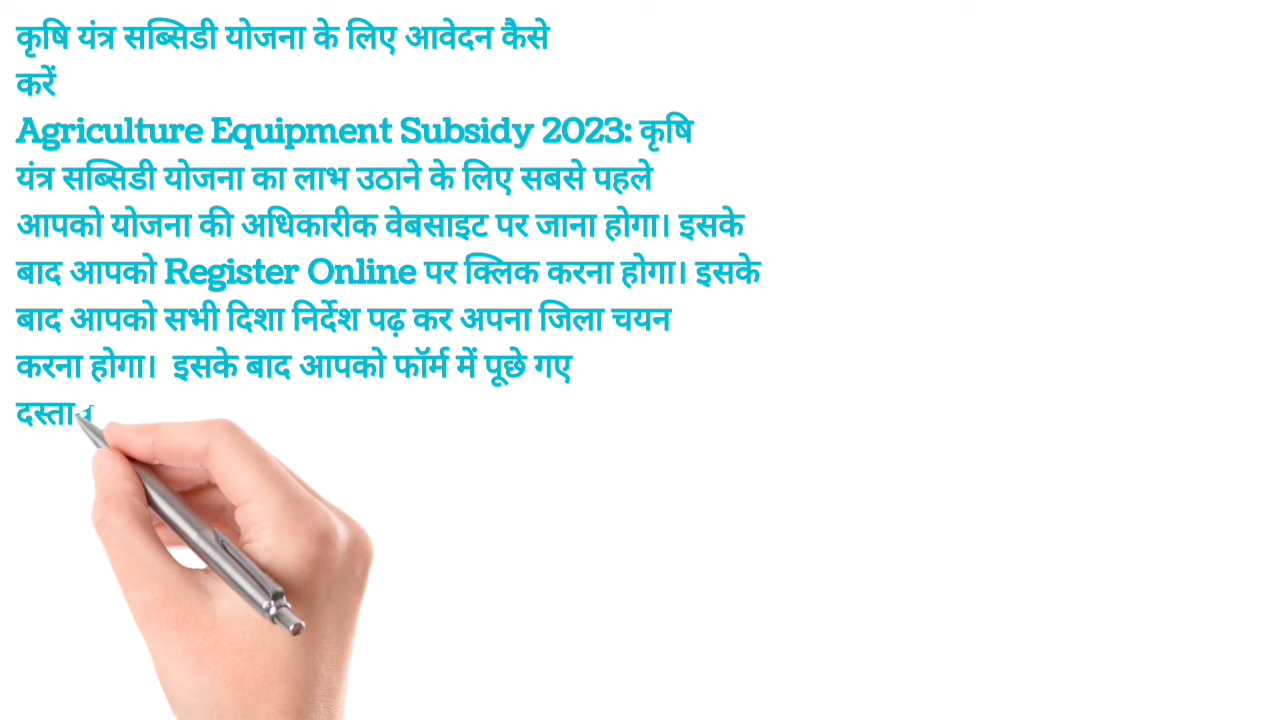 कृषि यंत्र सब्सिडी योजना के लिए आवेदन कैसे
करें
Agriculture Equipment Subsidy 2023: कृषि
यंत्र सब्सिडी योजना का लाभ उठाने के लिए सबसे पहले
आपको योजना की अधिकारीक वेबसाइट पर जाना होगा। इसके
बाद आपको Register Online पर क्लिक करना होगा। इसके
बाद आपको सभी दिशा निर्देश पढ़ कर अपना जिला चयन
करना होगा। इसके बाद आपको फॉर्म में पूछे गए